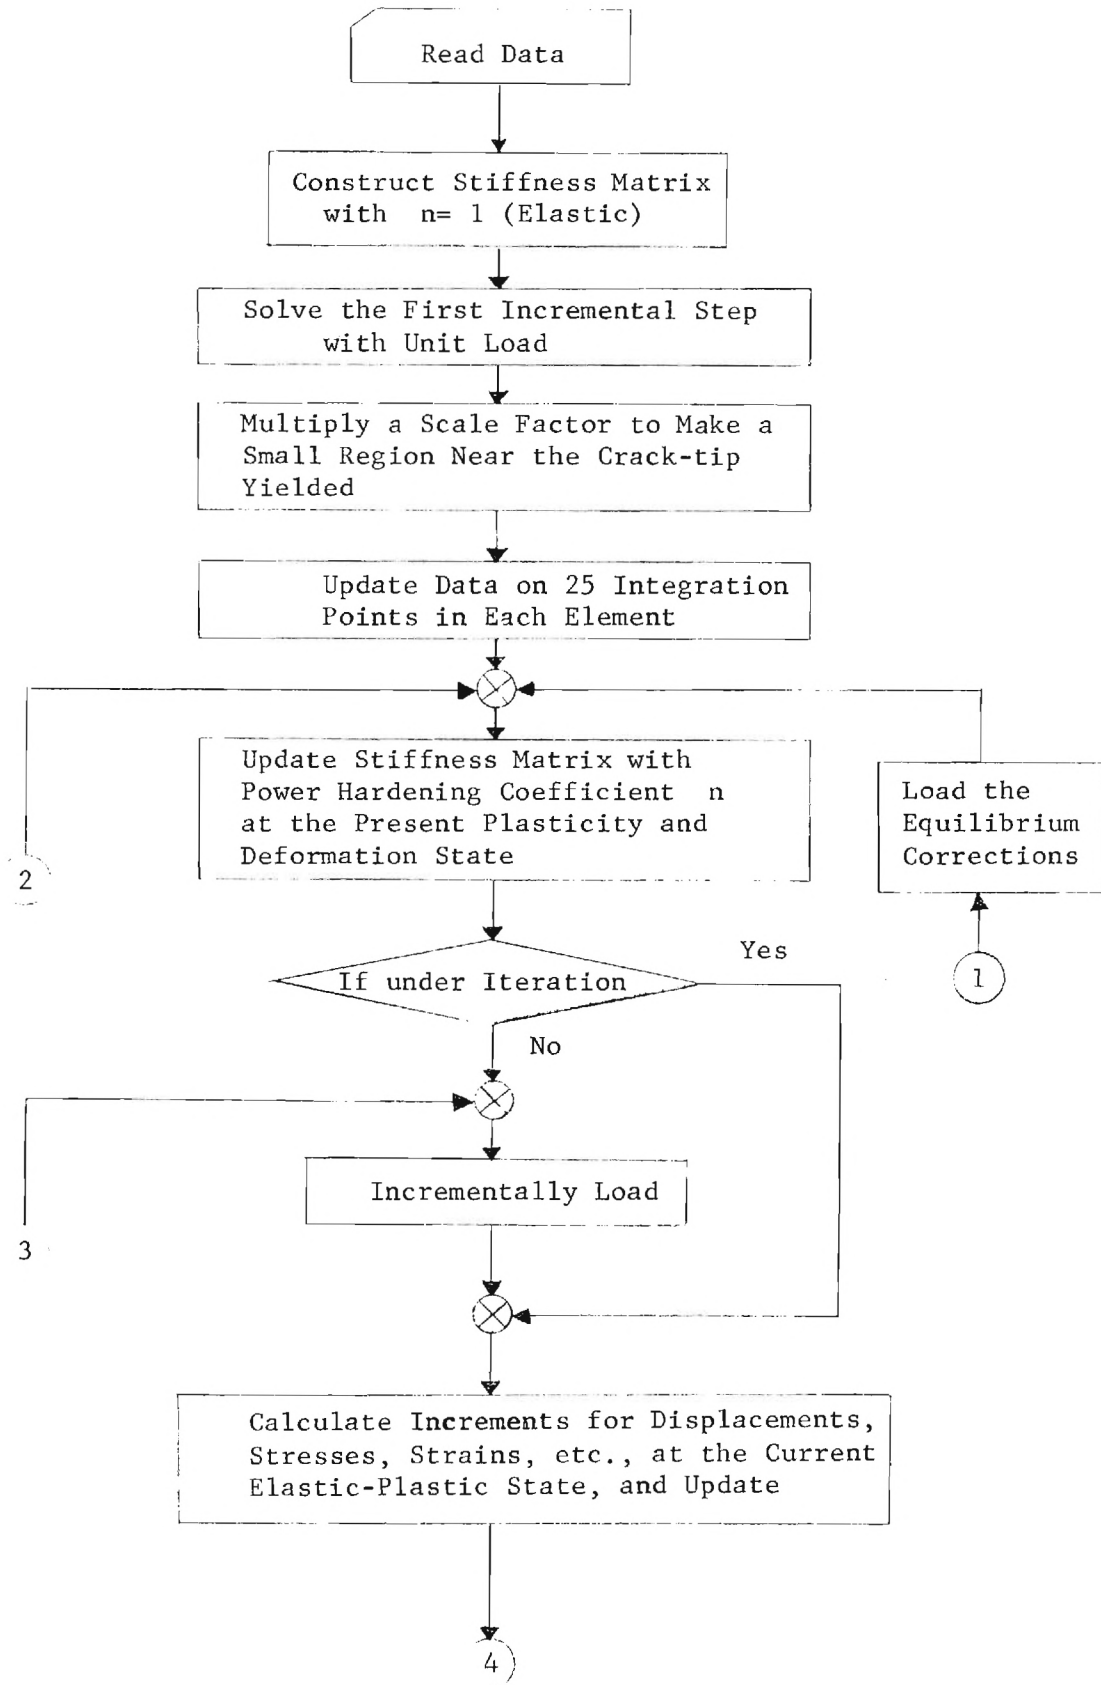 Read Data
Construct Stiffness Matrix
with n= 1 (Elastic)
Solve the First Incremental Step
with Unit Load
Multiply a Scale Factor to Make a
Small Region Near the Crack-tip
Yielded
Update Data on 25 Integration
Points in Each Element
Update Stiffness Matrix with
Power Hardening Coefficient n
at the Present Plasticity and
Deformation State
Load the
Equilibrium
Corrections
2
1
If under Iteration
Yes
No
3
Incrementally Load
Calculate Increments for Displacements,
Stresses, Strains, etc., at the Current
Elastic-Plastic State, and Update
4